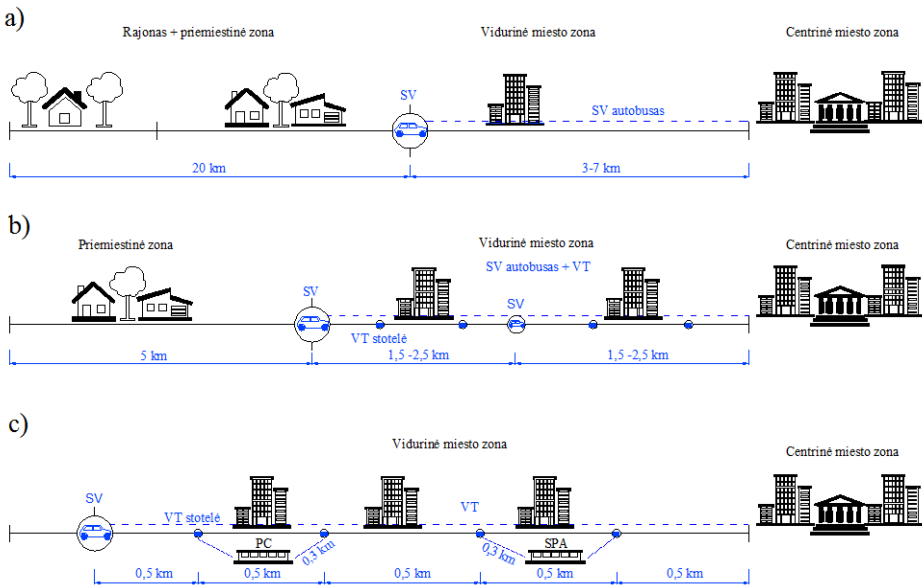 a)
Rajonas + priemiestinė zona
Vidurinė miesto zona
Centrinė miesto zona
SV
SV autobusas
20 km
3-7 km
b)
Priemiestinė zona
Vidurinė miesto zona
Centrinė miesto zona
SV autobusas + VT
SV
SV
VT stotelė
5 km
1,5 -2,5 km
1,5 -2,5 km
c)
Vidurinė miesto zona
Centrinė miesto zona
SV
VT stotelė
VT
PC
0,3 km
0,3 km
SPA
0,5 km
0,5 km
0,5 km
0,5 km
0,5 km